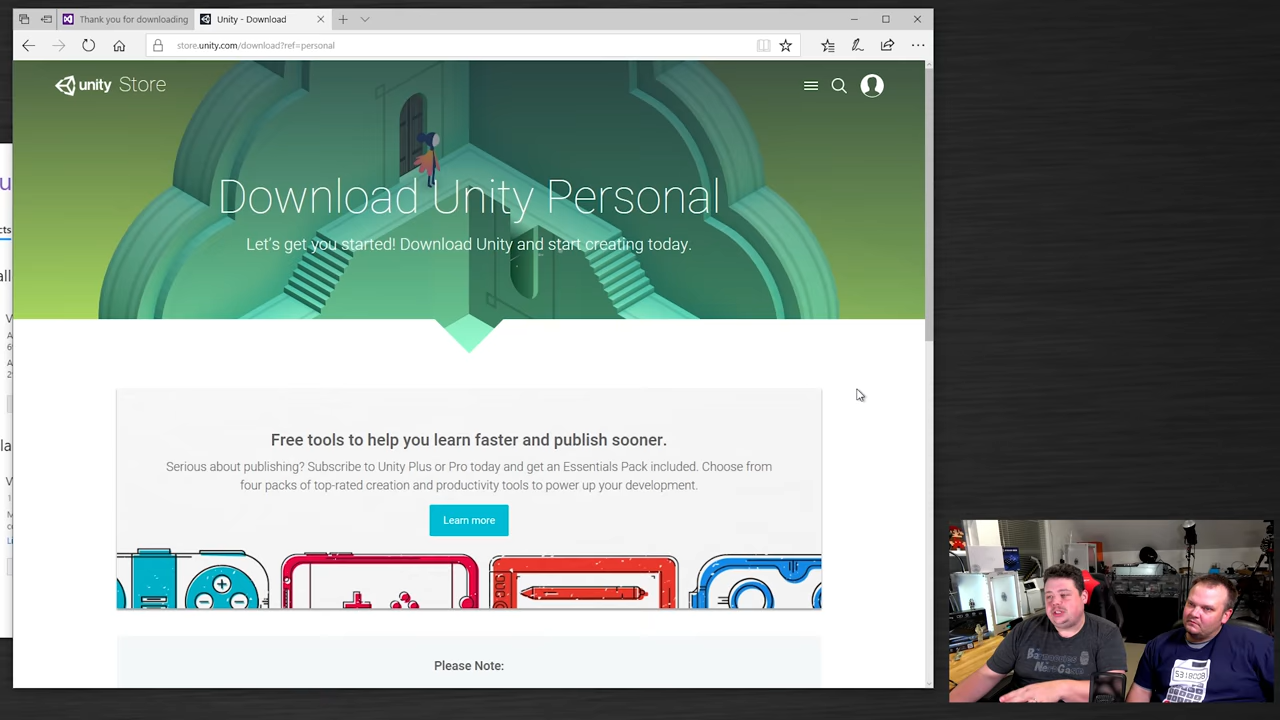 Thank you for downloading
Unity - Download
store.unity.com/download?ref=personal
unity Store
Download Unity Personal
Let's get you started! Download Unity and start creating today.
Free tools to help you learn faster and publish sooner.
Serious about publishing? Subscribe to Unity Plus or Pro today and get an Essentials Pack included. Choose from
four packs of top-rated creation and productivity tools to power up your development.
Learn more
Please Note:
5318008